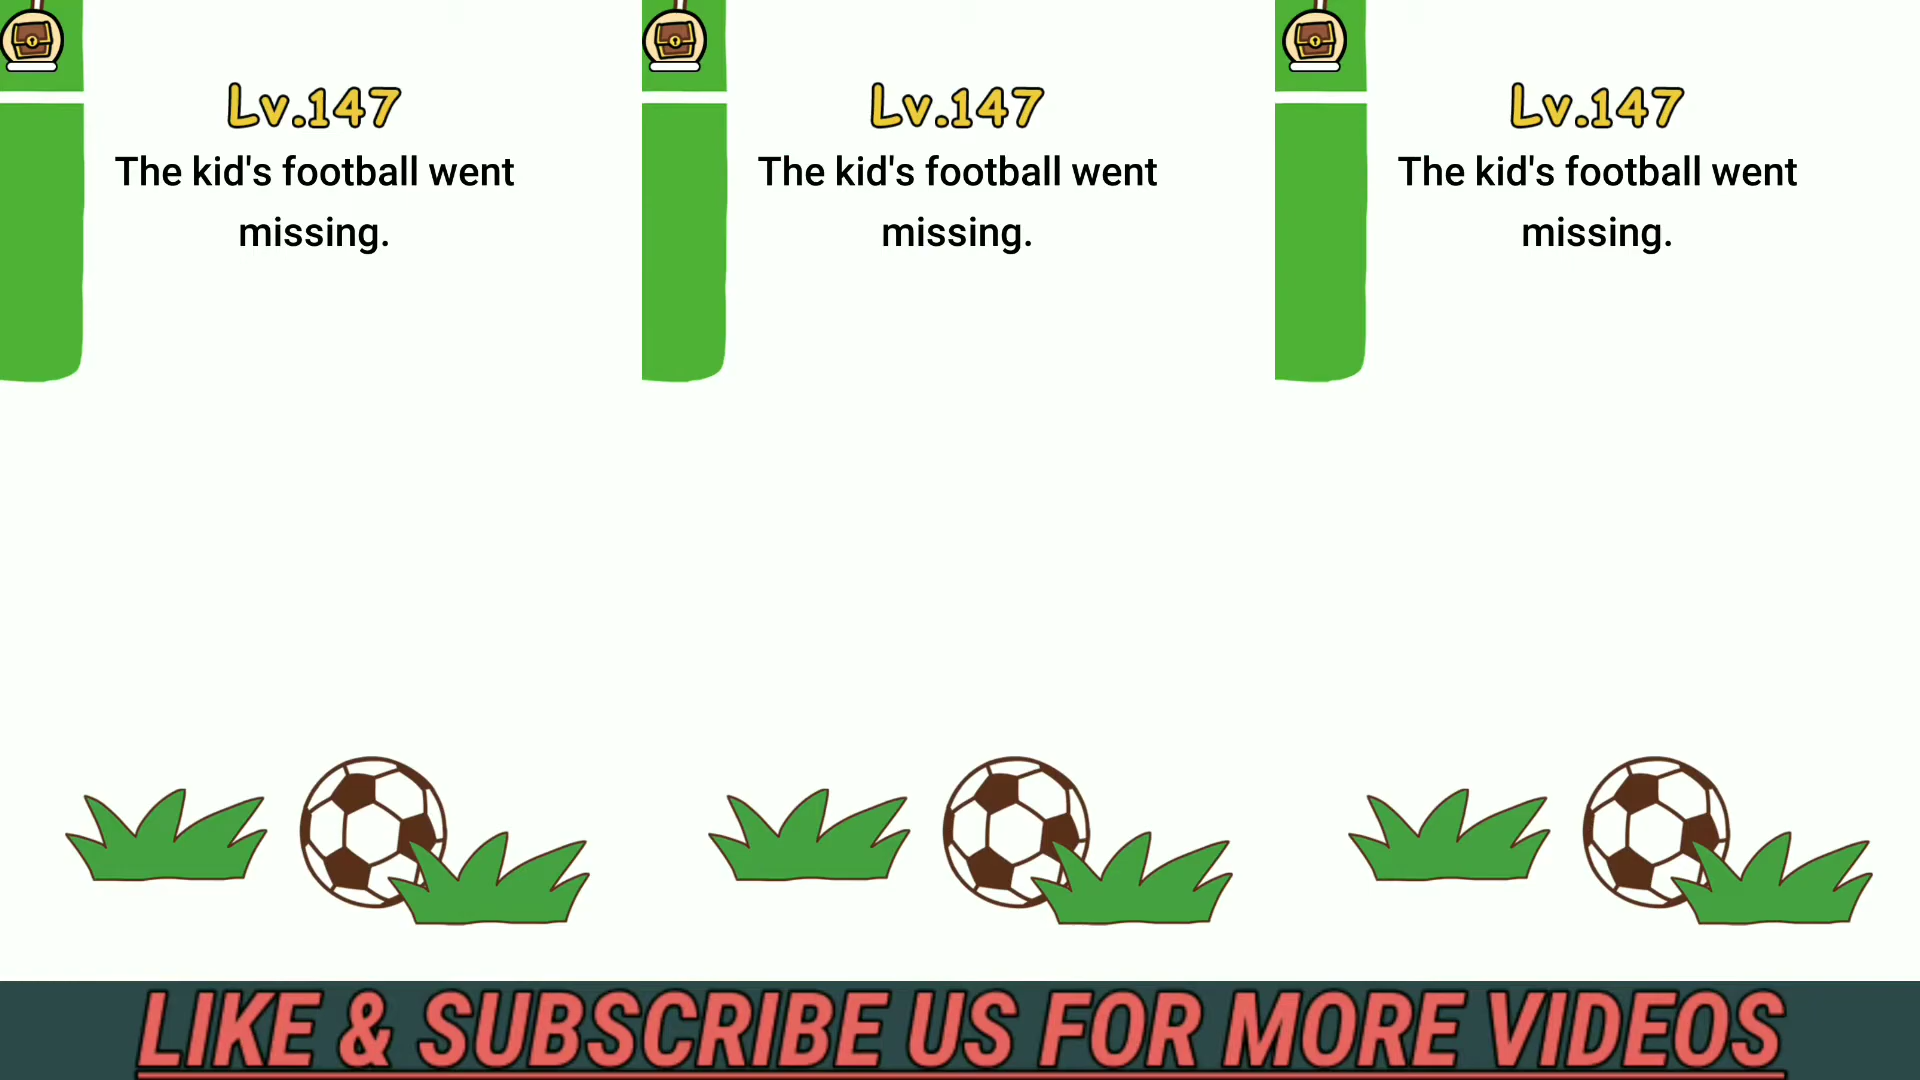 Lv.147
The kid's football went
missing.
Lv.147
The kid's football went
missing.
Lv.147
The kid's football went
missing.
LIKE & SUBSCRIBE US FOR MORE VIDEOS